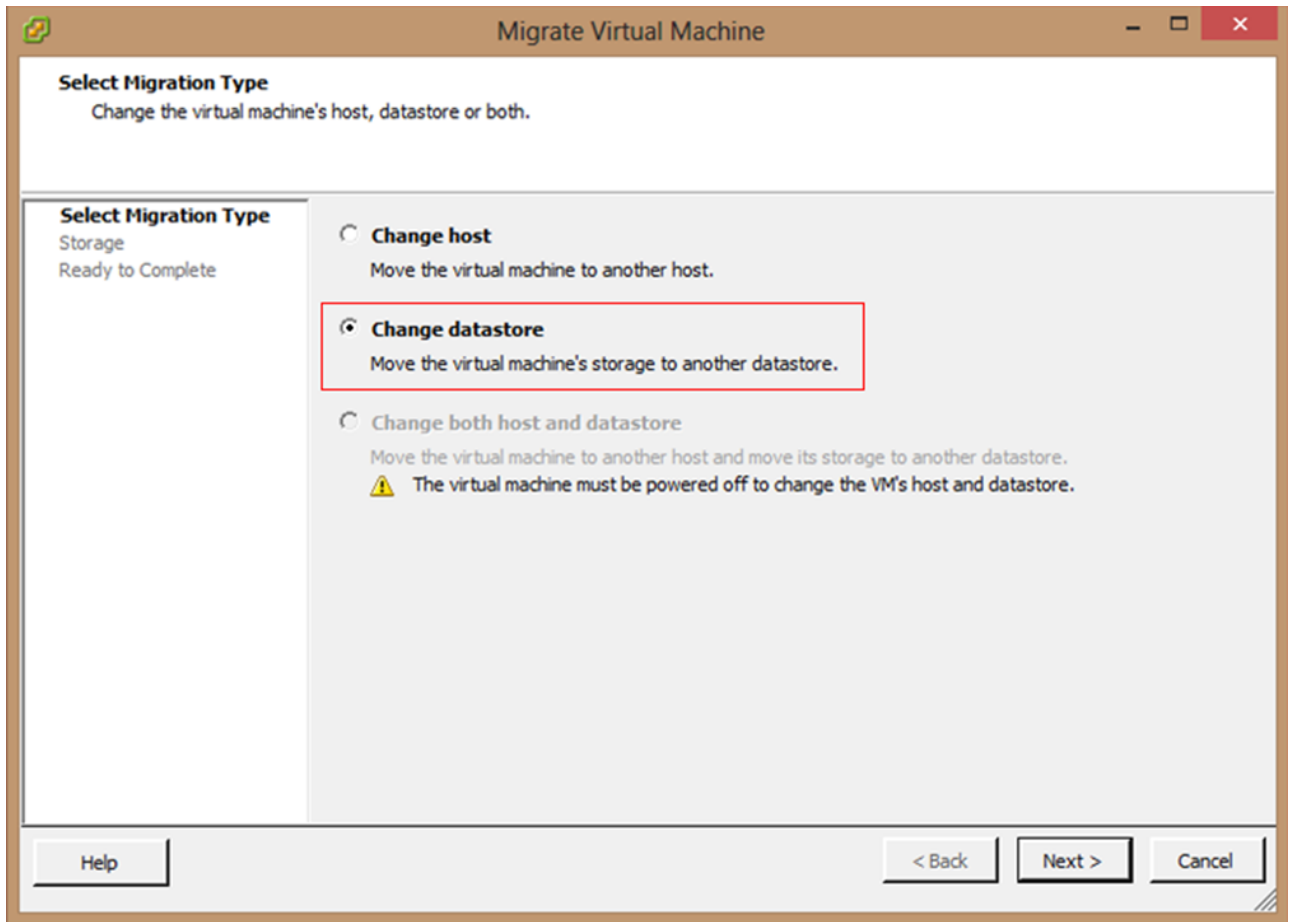 Migrate Virtual Machine
Select Migration Type
Change the virtual machine's host, datastore or both.
Select Migration Type
Storage
Ready to Complete
Change host
Move the virtual machine to another host.
Change datastore
Move the virtual machine's storage to another datastore.
Change both host and datastore
Move the virtual machine to another host and move its storage to another datastore.
The virtual machine must be powered off to change the VM's host and datastore.
Help
< Back
Next >
Cancel